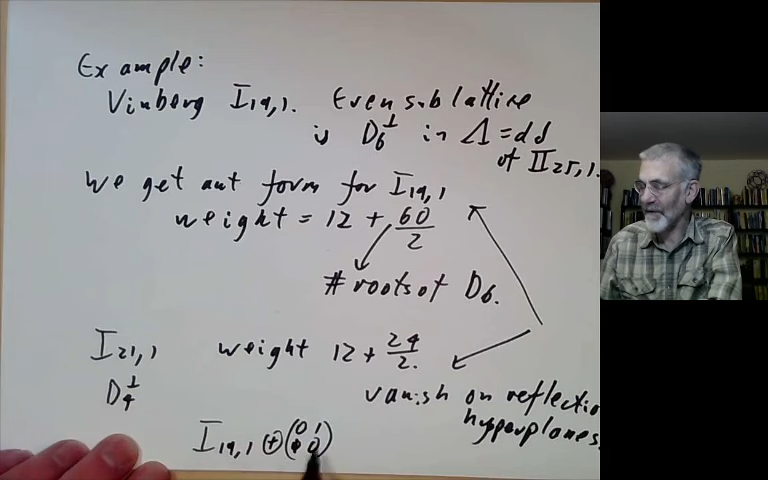 Example:
Vinberg I₁₉,₁. Even sublattice
is D₆^⊥ in Λ = dd
of II₂₅,₁.
We get aut form for I₁₉,₁
weight = 12 + 60/2
# roots of D₆.
I₂₁,₁ weight 12 + 24/2.
D₄^⊥ vanish on reflectio
hyperplanes.
I₁₉,₁ ⊕ (0 1
0)